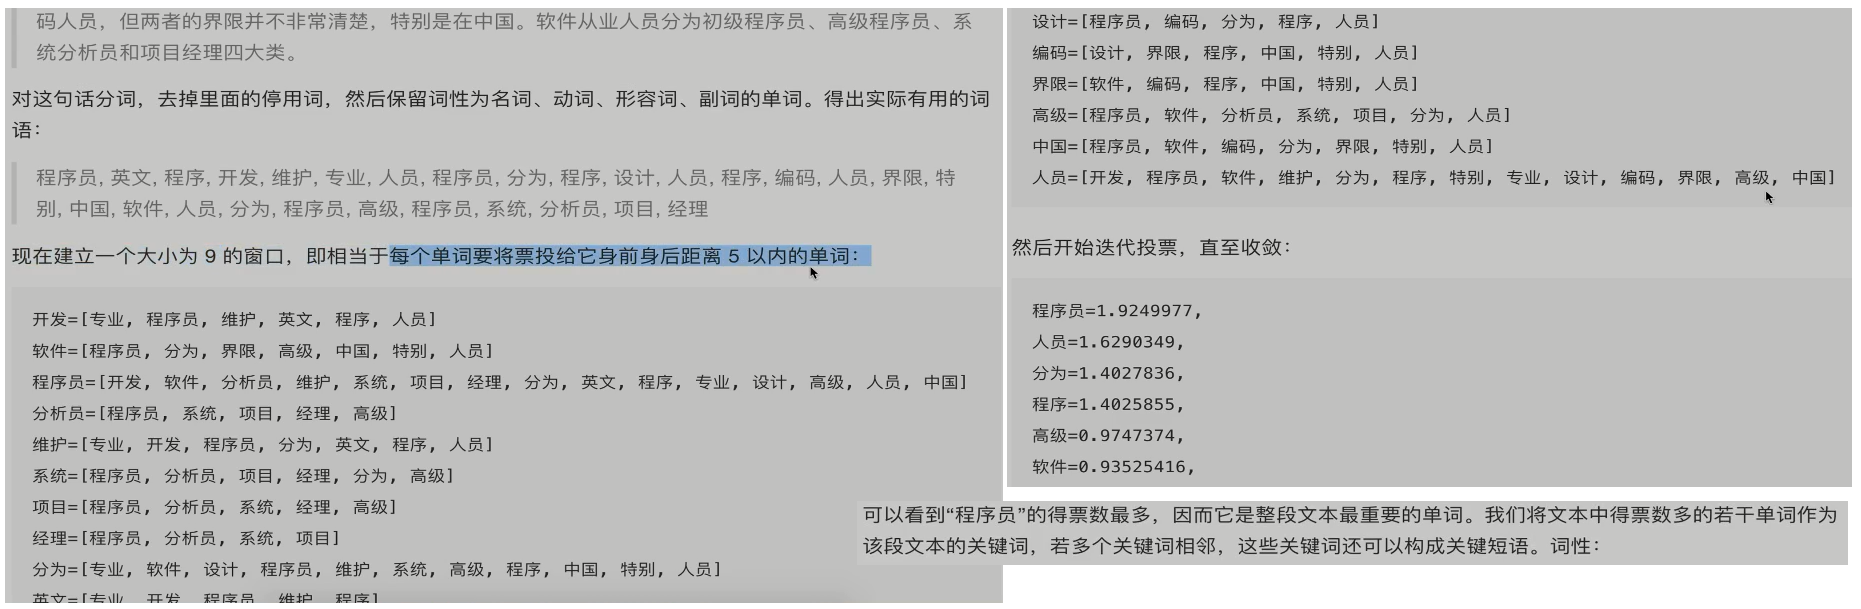 码人员，但两者的界限并不非常清楚，特别是在中国。软件从业人员分为初级程序员、高级程序员、系
统分析员和项目经理四大类。
对这句话分词，去掉里面的停用词，然后保留词性为名词、动词、形容词、副词的单词。得出实际有用的词
语：
程序员, 英文, 程序, 开发, 维护, 专业, 人员, 程序员, 分为, 程序, 设计, 人员, 程序, 编码, 人员, 界限, 特
别, 中国, 软件, 人员, 分为, 程序员, 高级, 程序员, 系统, 分析员, 项目, 经理
现在建立一个大小为 9 的窗口，即相当于每个单词要将票投给它身前身后距离 5 以内的单词：
开发=[专业, 程序员, 维护, 英文, 程序, 人员]
软件=[程序员, 分为, 界限, 高级, 中国, 特别, 人员]
程序员=[开发, 软件, 分析员, 维护, 系统, 项目, 经理, 分为, 英文, 程序, 专业, 设计, 高级, 人员, 中国]
分析员=[程序员, 系统, 项目, 经理, 高级]
维护=[专业, 开发, 程序员, 分为, 英文, 程序, 人员]
系统=[程序员, 分析员, 项目, 经理, 分为, 高级]
项目=[程序员, 分析员, 系统, 经理, 高级]
经理=[程序员, 分析员, 系统, 项目]
分为=[专业, 软件, 设计, 程序员, 维护, 系统, 高级, 程序, 中国, 特别, 人员]
英文=[专业, 开发, 程序员, 维护, 程序]
设计=[程序员, 编码, 分为, 程序, 人员]
编码=[设计, 界限, 程序, 中国, 特别, 人员]
界限=[软件, 编码, 程序, 中国, 特别, 人员]
高级=[程序员, 软件, 分析员, 系统, 项目, 分为, 人员]
中国=[程序员, 软件, 编码, 分为, 界限, 特别, 人员]
人员=[开发, 程序员, 软件, 维护, 分为, 程序, 特别, 专业, 设计, 编码, 界限, 高级, 中国]
然后开始迭代投票，直至收敛：
程序员=1.9249977,
人员=1.6290349,
分为=1.4027836,
程序=1.4025855,
高级=0.9747374,
软件=0.93525416,
可以看到“程序员”的得票数最多，因而它是整段文本最重要的单词。我们将文本中得票数多的若干单词作为
该段文本的关键词，若多个关键词相邻，这些关键词还可以构成关键短语。词性：